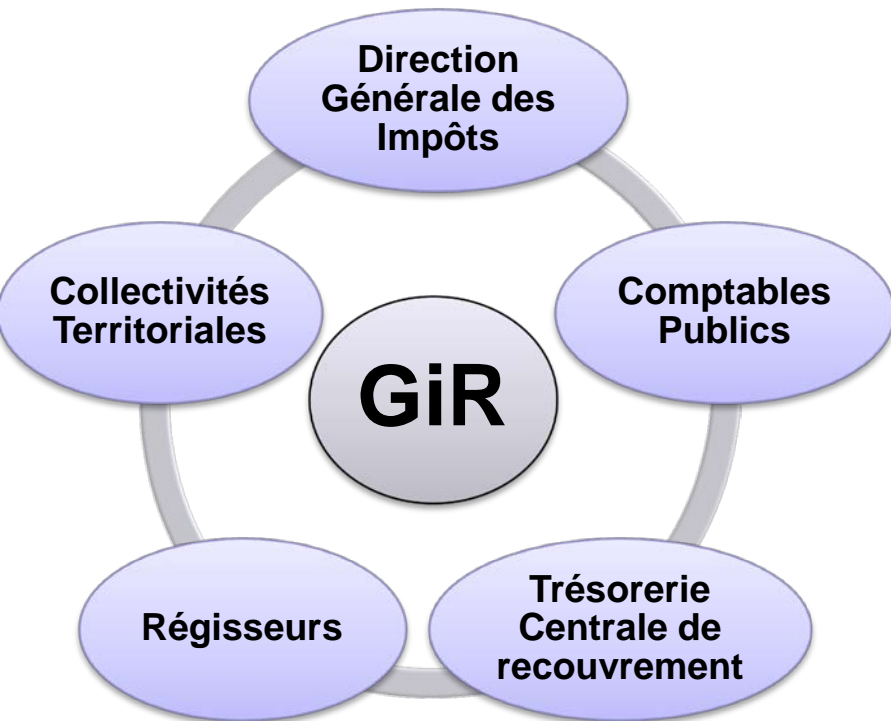 Direction
Générale des
Impôts
Collectivités
Territoriales
Comptables
Publics
GiR
Régisseurs
Trésorerie
Centrale de
recouvrement